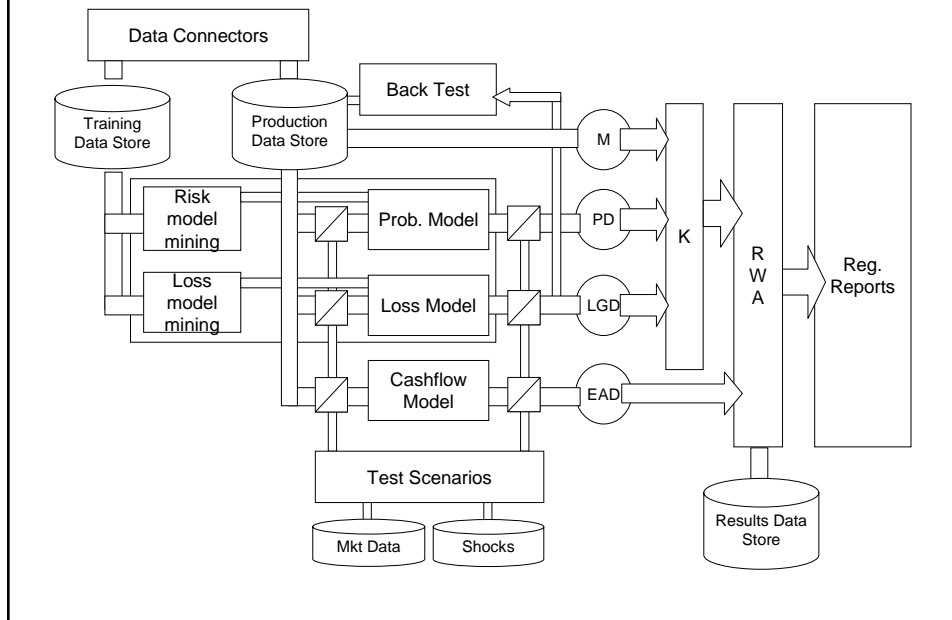 Data Connectors
Back Test
Training
Data Store
Production
Data Store
M
Risk
model
mining
Prob. Model
PD
K
R
W
A
Reg.
Reports
Loss
model
mining
Loss Model
LGD
Cashflow
Model
EAD
Test Scenarios
Results Data
Store
Mkt Data
Shocks